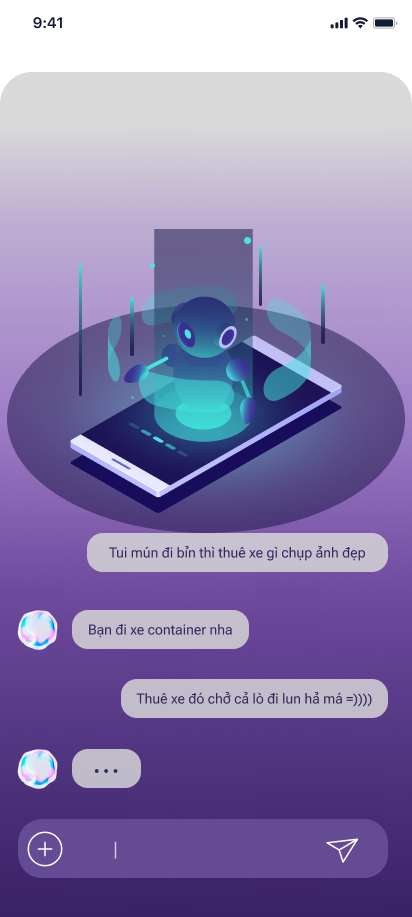 9:41
Tui mún đi bỉn thì thuê xe gì chụp ảnh đẹp
Bạn đi xe container nha
Thuê xe đó chở cả lò đi lun hả má =))))
...